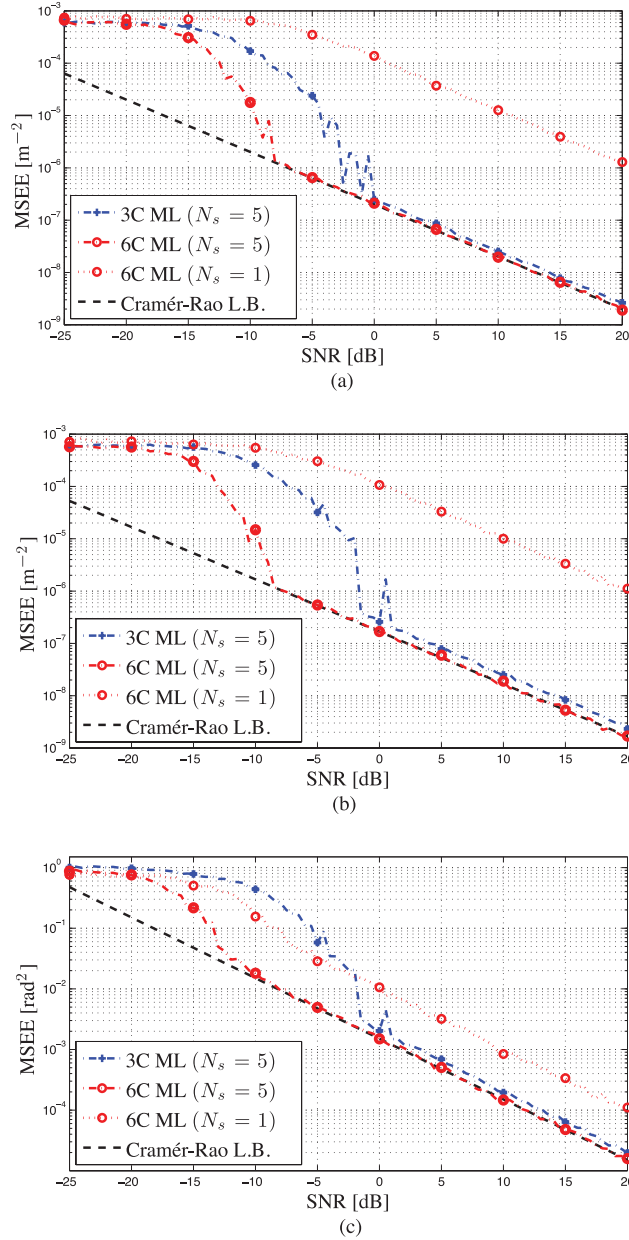 10⁻³
10⁻⁴
10⁻⁵
10⁻⁶
10⁻⁷
10⁻⁸
10⁻⁹
MSEE [m⁻²]
3C ML (Nₛ = 5)
6C ML (Nₛ = 5)
6C ML (Nₛ = 1)
Cramér-Rao L.B.
−25 −20 −15 −10 −5 0 5 10 15 20
SNR [dB]
(a)
10⁻³
10⁻⁴
10⁻⁵
10⁻⁶
10⁻⁷
10⁻⁸
10⁻⁹
MSEE [m⁻²]
3C ML (Nₛ = 5)
6C ML (Nₛ = 5)
6C ML (Nₛ = 1)
Cramér-Rao L.B.
−25 −20 −15 −10 −5 0 5 10 15 20
SNR [dB]
(b)
10⁰
10⁻¹
10⁻²
10⁻³
10⁻⁴
MSEE [rad²]
3C ML (Nₛ = 5)
6C ML (Nₛ = 5)
6C ML (Nₛ = 1)
Cramér-Rao L.B.
−25 −20 −15 −10 −5 0 5 10 15 20
SNR [dB]
(c)